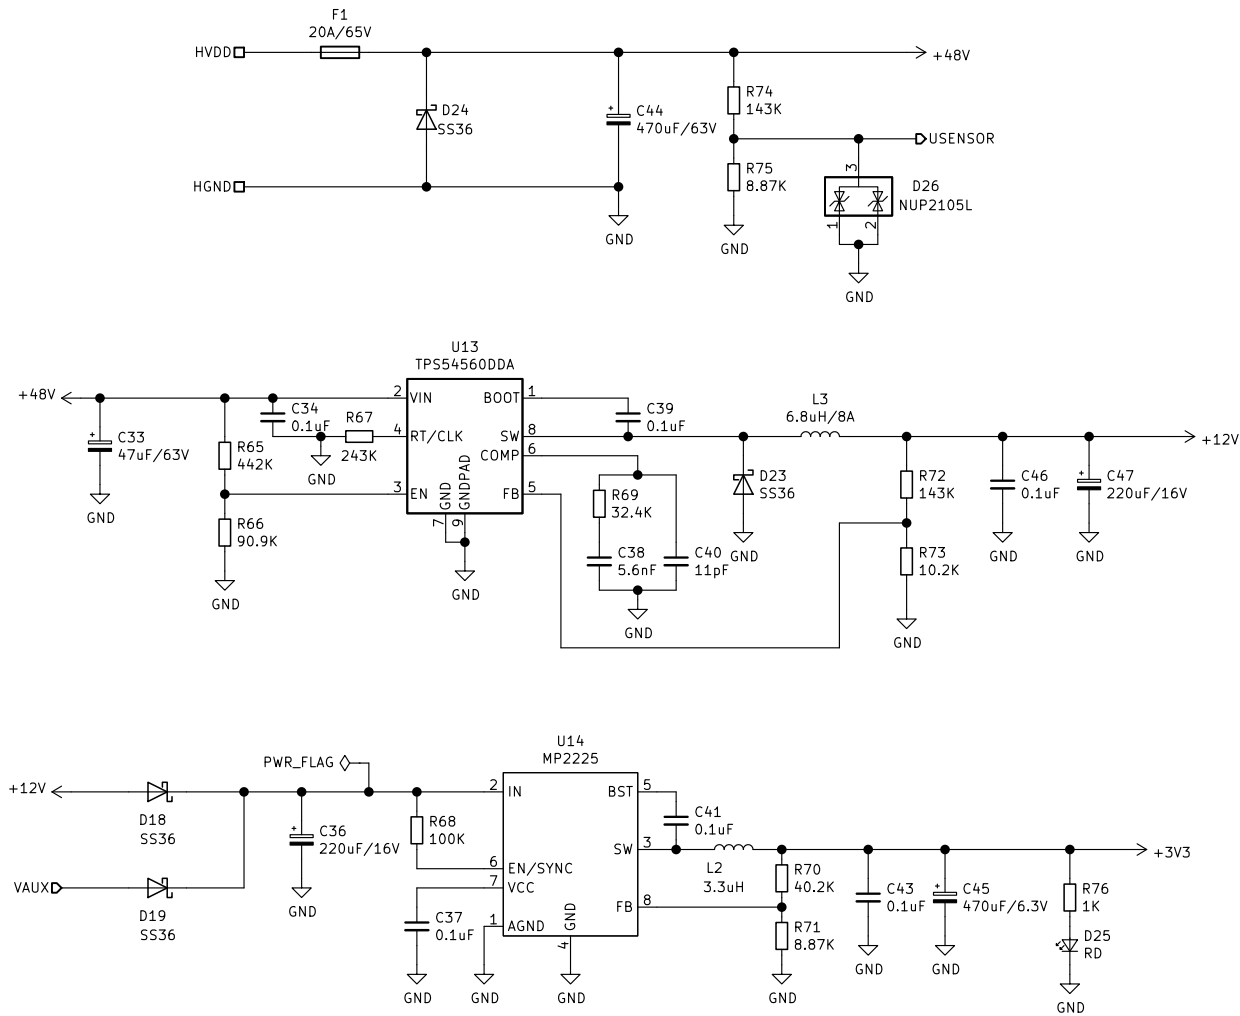 F1
20A/65V
HVDD
+48V
D24
SS36
C44
470uF/63V
R74
143K
USENSOR
R75
8.87K
3
D26
NUP2105L
1
2
HGND
GND
GND
GND
U13
TPS54560DDA
+48V
2
VIN
BOOT
1
C33
47uF/63V
GND
R65
442K
R66
90.9K
GND
C34
0.1uF
R67
243K
GND
4
RT/CLK
SW
8
COMP
6
3
EN
FB
5
GND
GNDPAD
7
9
GND
C39
0.1uF
R69
32.4K
C38
5.6nF
C40
11pF
GND
D23
SS36
GND
L3
6.8uH/8A
R72
143K
R73
10.2K
GND
C46
0.1uF
GND
C47
220uF/16V
GND
+12V
U14
MP2225
PWR_FLAG
+12V
D18
SS36
VAUX
D19
SS36
C36
220uF/16V
GND
R68
100K
C37
0.1uF
GND
GND
2
IN
BST
5
6
EN/SYNC
SW
3
7
VCC
1
AGND
GND
FB
8
4
GND
C41
0.1uF
L2
3.3uH
R70
40.2K
R71
8.87K
GND
C43
0.1uF
GND
C45
470uF/6.3V
GND
R76
1K
D25
RD
GND
+3V3